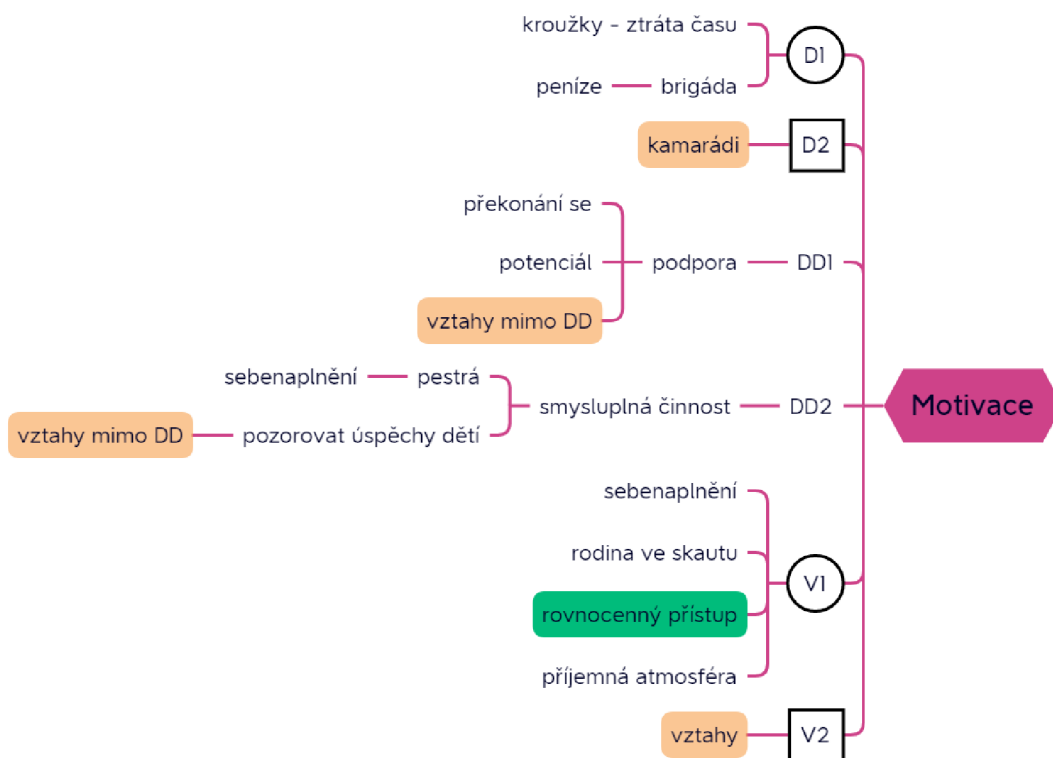 kroužky - ztráta času
D1
peníze
brigáda
kamarádi
D2
překonání se
potenciál
podpora
DD1
vztahy mimo DD
sebenaplnění
pestrá
smysluplná činnost
DD2
Motivace
vztahy mimo DD
pozorovat úspěchy dětí
sebenaplnění
rodina ve skautu
V1
rovnocenný přístup
příjemná atmosféra
vztahy
V2